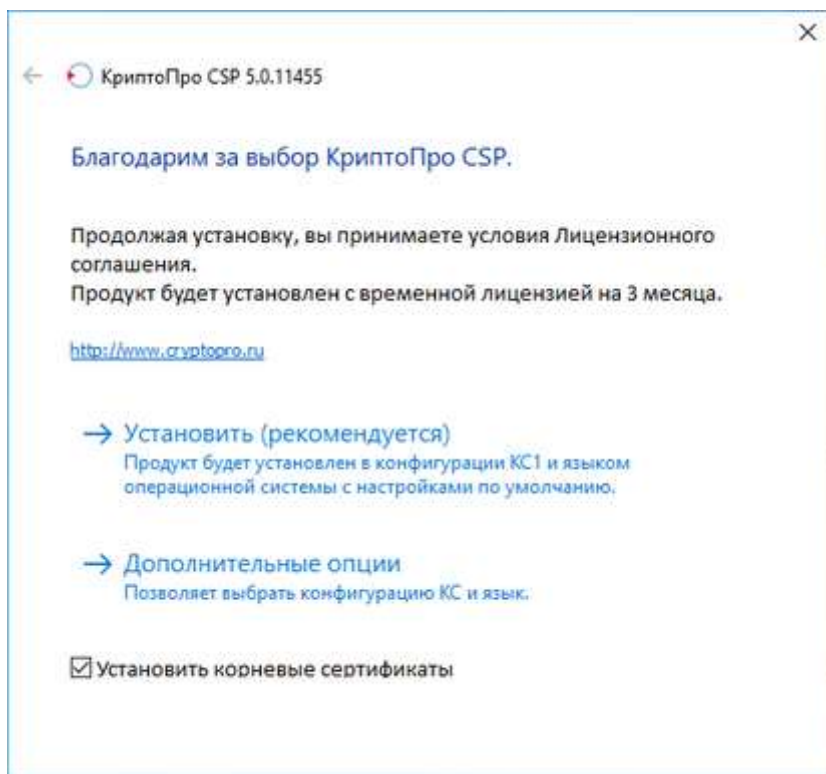 КриптоПро CSP 5.0.11455
Благодарим за выбор КриптоПро CSP.
Продолжая установку, вы принимаете условия Лицензионного
соглашения.
Продукт будет установлен с временной лицензией на 3 месяца.
http://www.cryptopro.ru
Установить (рекомендуется)
Продукт будет установлен в конфигурации КС1 и языком
операционной системы с настройками по умолчанию.
Дополнительные опции
Позволяет выбрать конфигурацию КС и язык.
Установить корневые сертификаты